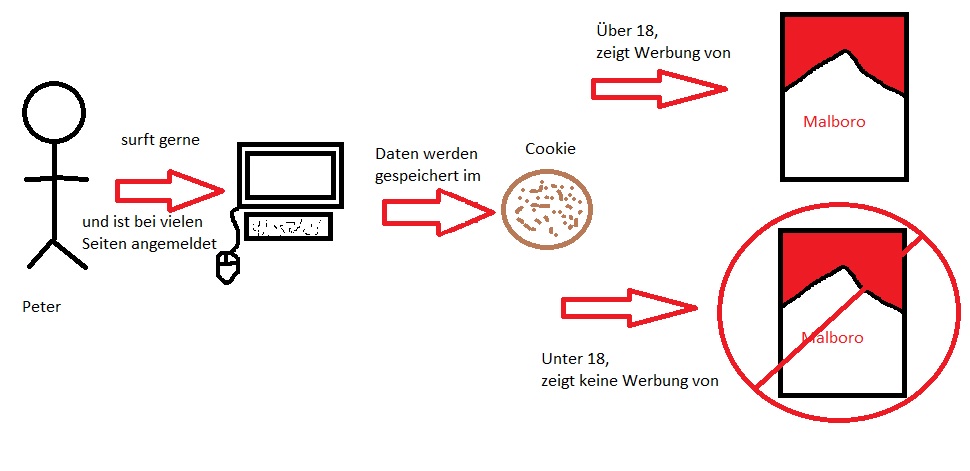 Peter
surft gerne
und ist bei vielen
Seiten angemeldet
Daten werden
gespeichert im
Cookie
Über 18,
zeigt Werbung von
Malboro
Unter 18,
zeigt keine Werbung von
Malboro